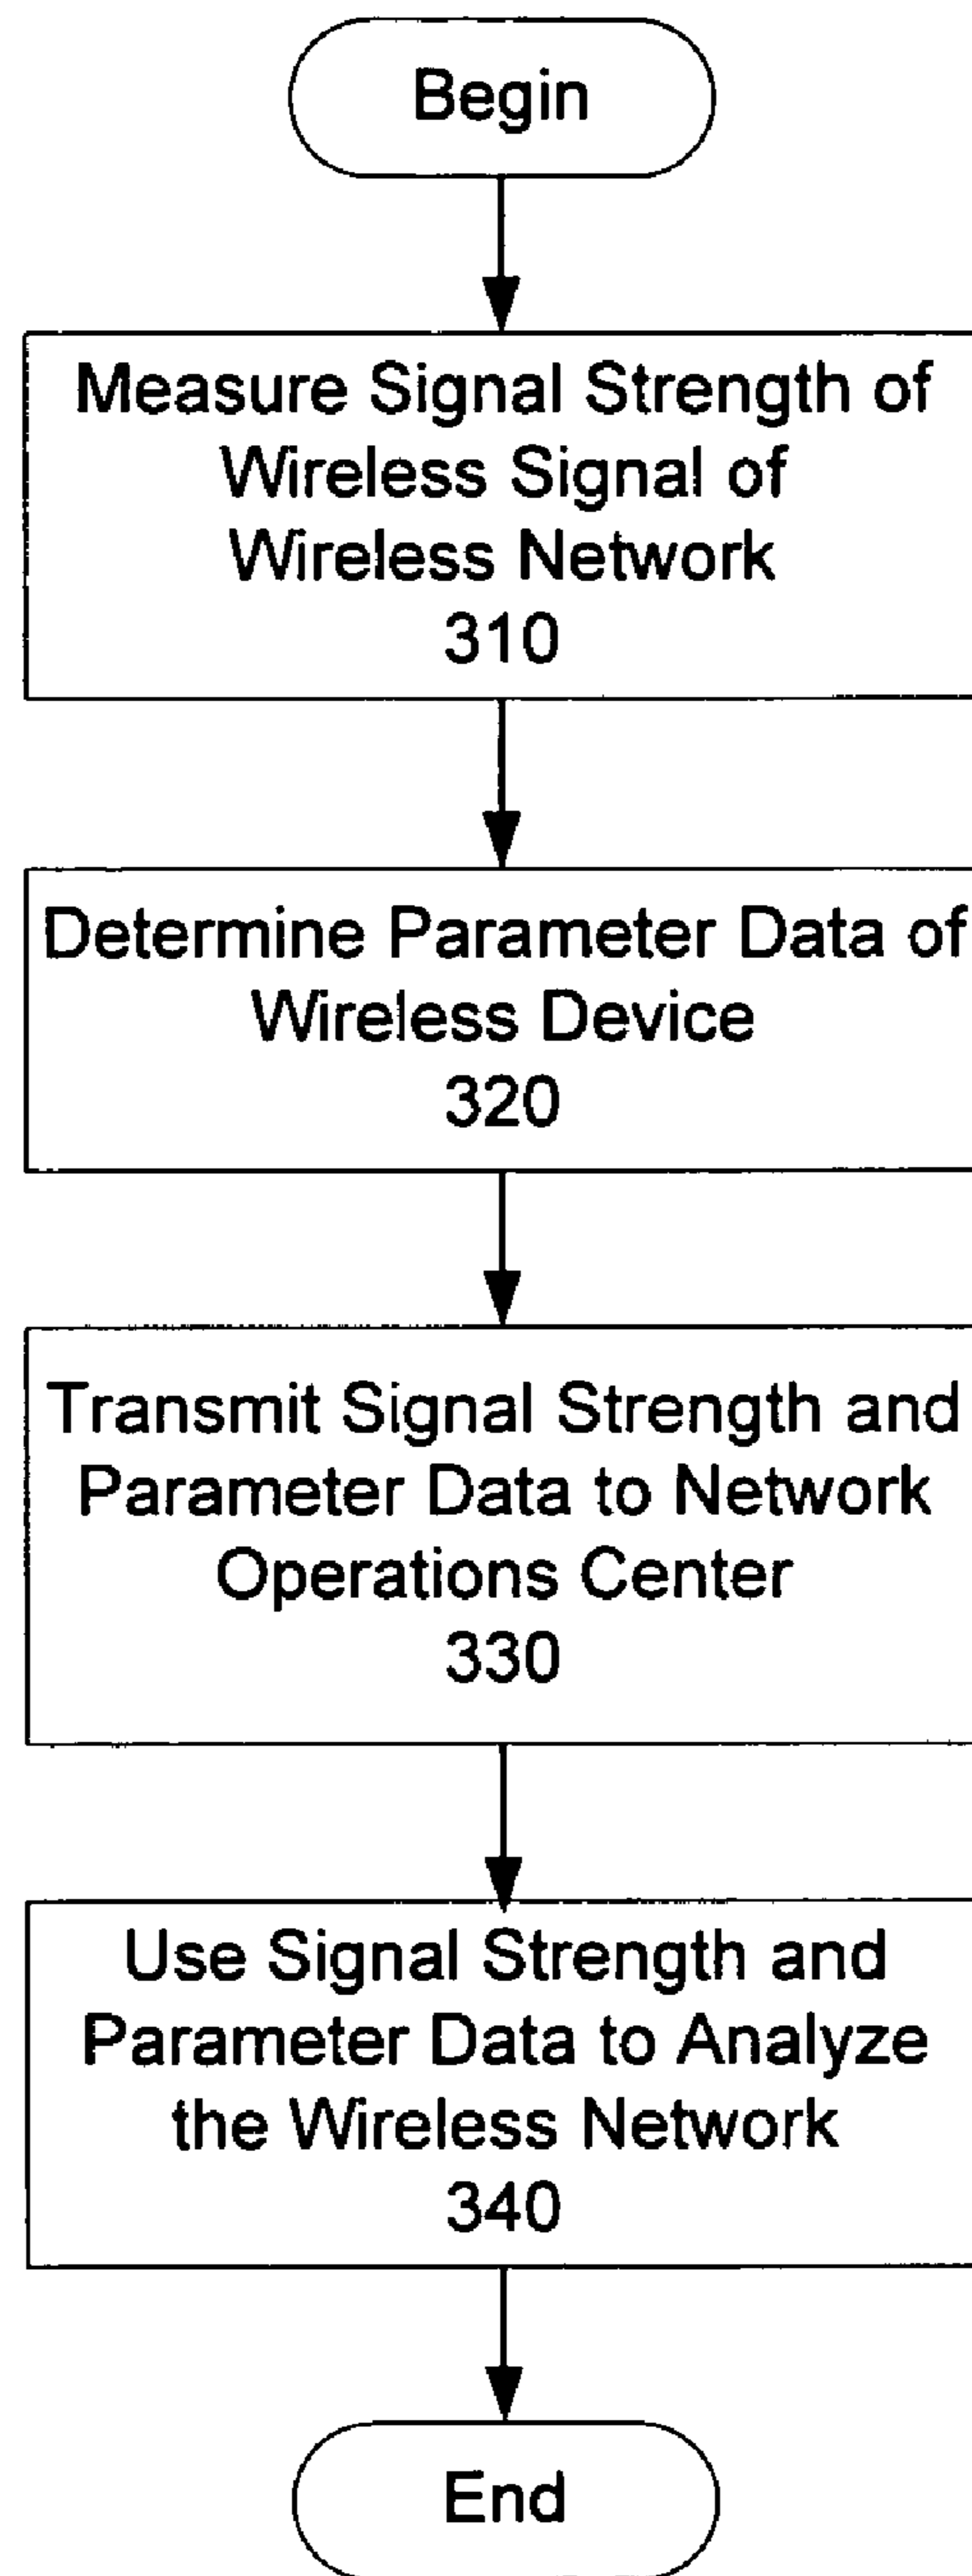 Begin
Measure Signal Strength of
Wireless Signal of
Wireless Network
310
Determine Parameter Data of
Wireless Device
320
Transmit Signal Strength and
Parameter Data to Network
Operations Center
330
Use Signal Strength and
Parameter Data to Analyze
the Wireless Network
340
End